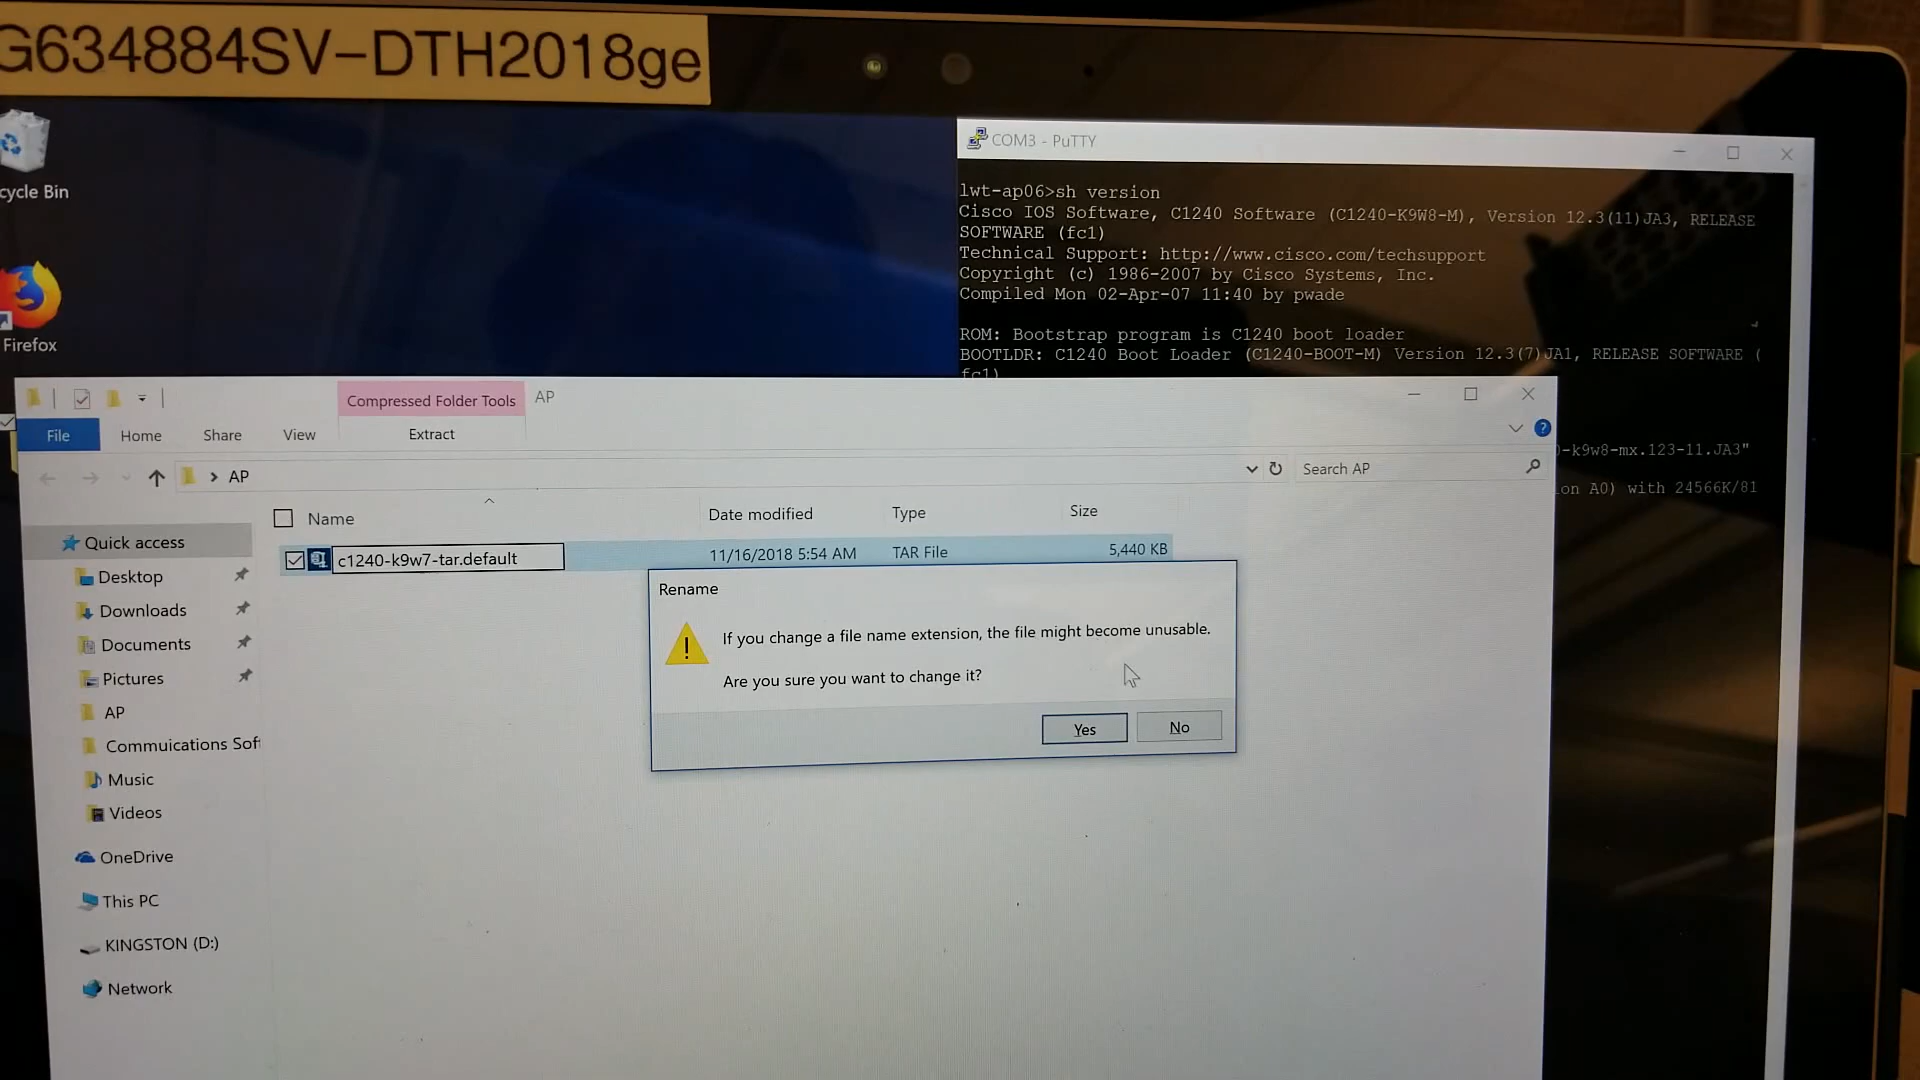 G634884SV-DTH2018ge
cycle Bin
Firefox
COM3 - PuTTY
lwt-ap06>sh version
Cisco IOS Software, C1240 Software (C1240-K9W8-M), Version 12.3(11)JA3, RELEASE
SOFTWARE (fc1)
Technical Support: http://www.cisco.com/techsupport
Copyright (c) 1986-2007 by Cisco Systems, Inc.
Compiled Mon 02-Apr-07 11:40 by pwade
ROM: Bootstrap program is C1240 boot loader
BOOTLDR: C1240 Boot Loader (C1240-BOOT-M) Version 12.3(7)JA1, RELEASE SOFTWARE (
fc1)
-k9w8-mx.123-11.JA3"
ion A0) with 24566K/81
Compressed Folder Tools
AP
File
Home
Share
View
Extract
> AP
Search AP
Name
Date modified
Type
Size
c1240-k9w7-tar.default
11/16/2018 5:54 AM
TAR File
5,440 KB
Quick access
Desktop
Downloads
Documents
Pictures
AP
Commuications Sof
Music
Videos
OneDrive
This PC
KINGSTON (D:)
Network
Rename
If you change a file name extension, the file might become unusable.
Are you sure you want to change it?
Yes
No